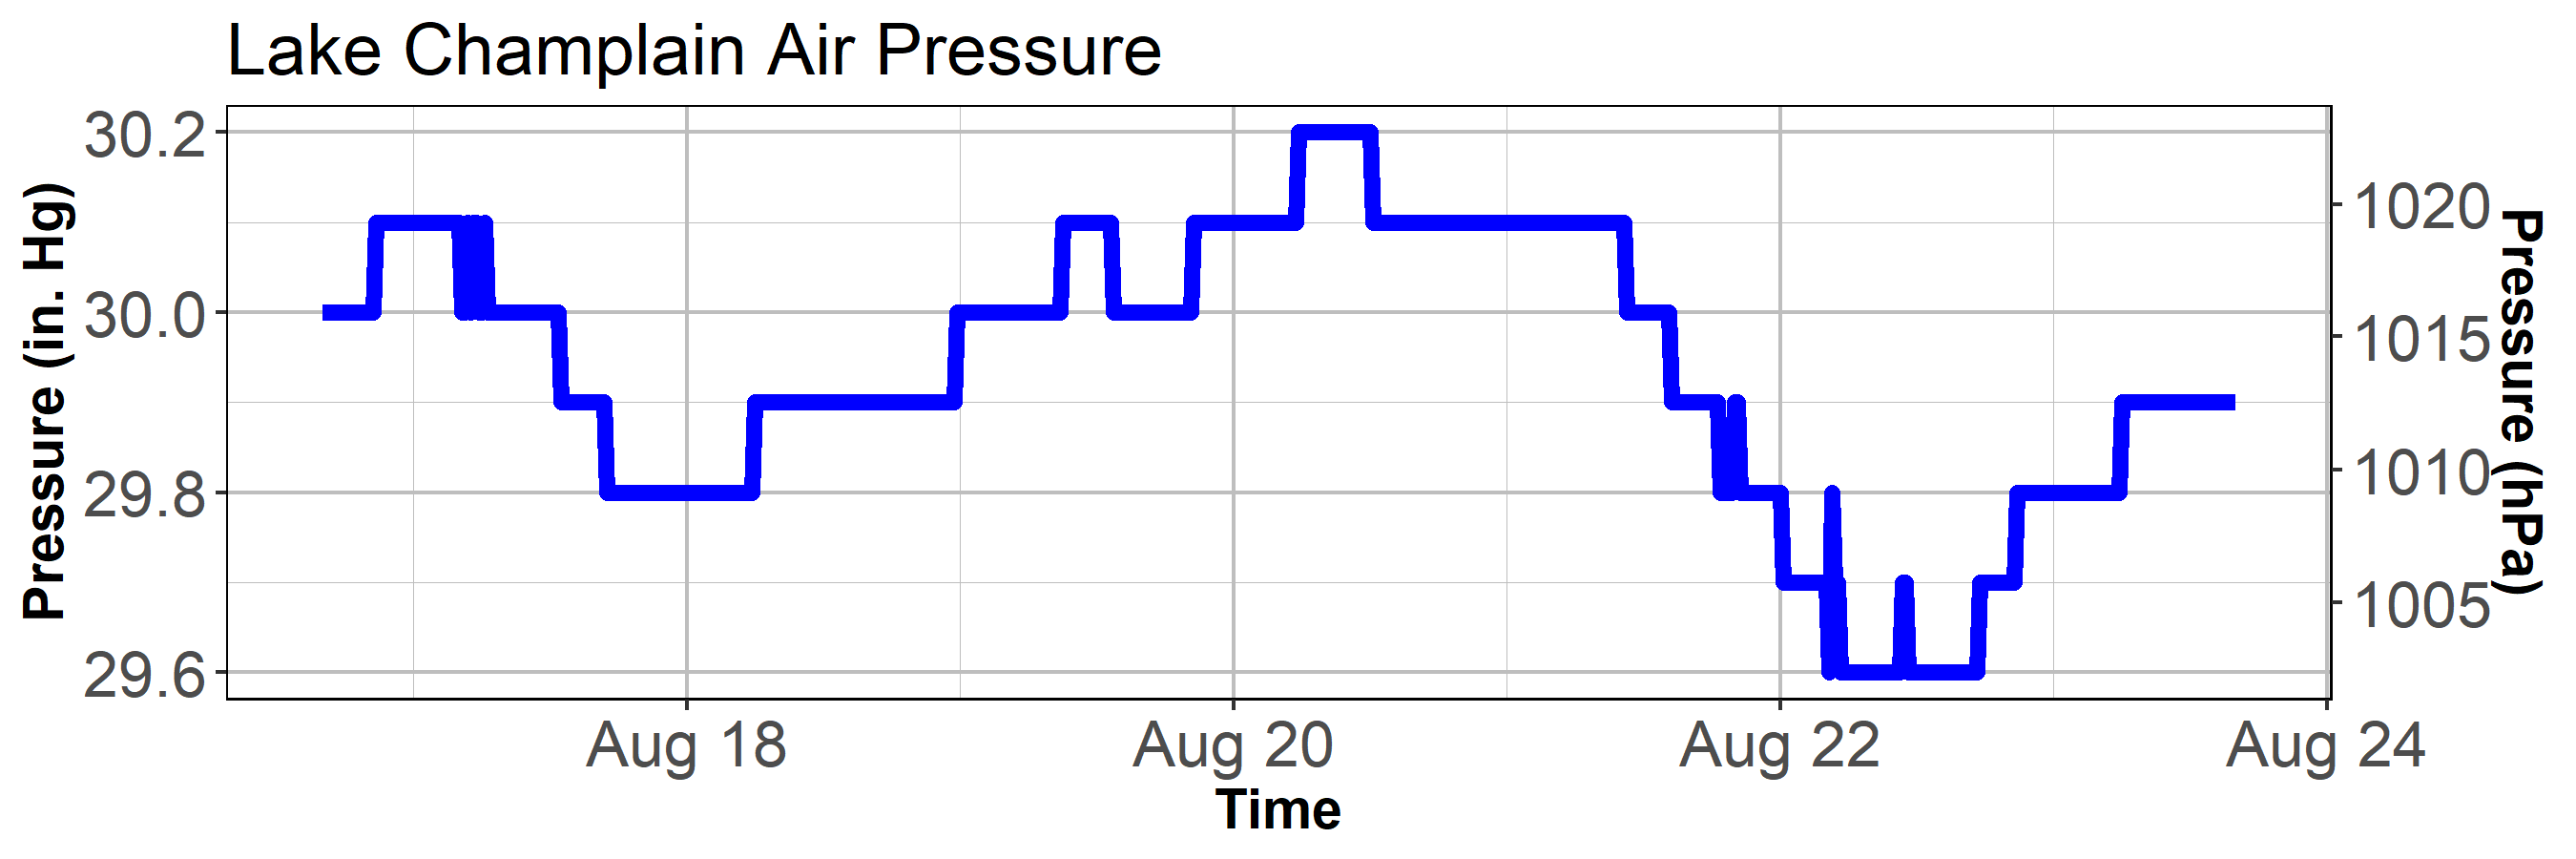 Lake Champlain Air Pressure
30.2
30.0
29.8
29.6
Pressure (in. Hg)
1020
1015
1010
1005
Pressure (hPa)
Aug 18 Aug 20 Aug 22 Aug 24
Time